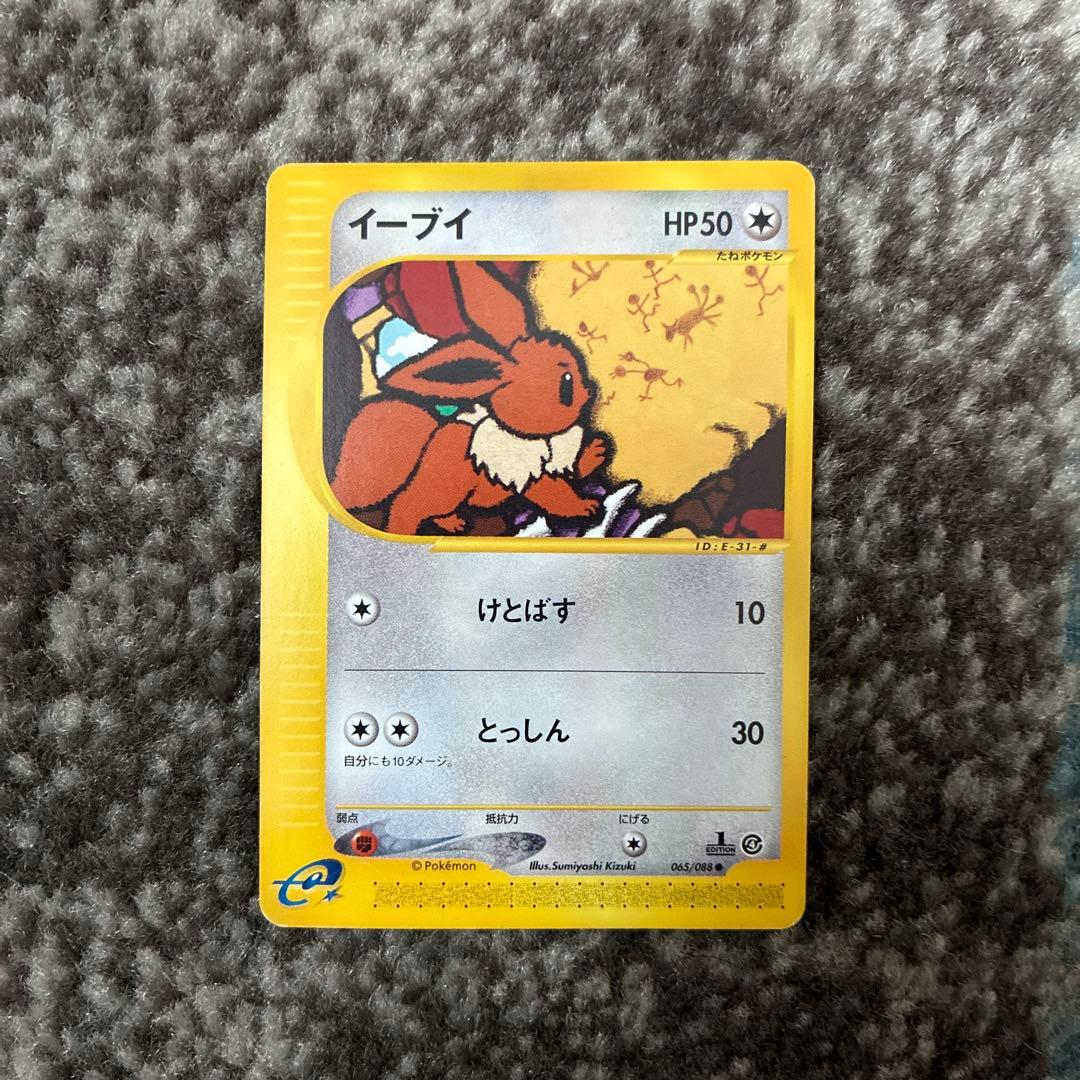 イーブイ HP50
たねポケモン
ID:E-31-#
けとばす 10
とっしん 30
自分にも10ダメージ。
弱点 抵抗力 にげる
1 EDITION
© Pokémon Illus.Sumiyoshi Kizuki 065/088 ●
e